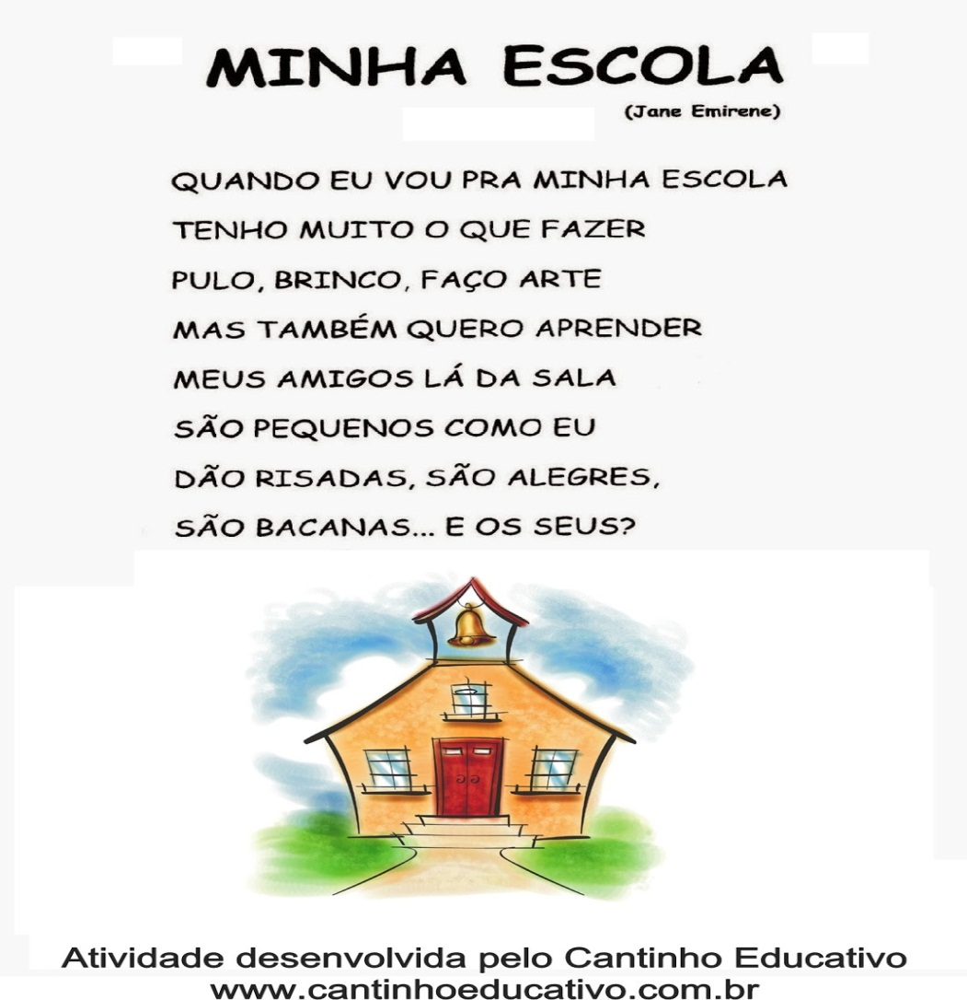 MINHA ESCOLA
(Jane Emirene)
QUANDO EU VOU PRA MINHA ESCOLA
TENHO MUITO O QUE FAZER
PULO, BRINCO, FAÇO ARTE
MAS TAMBÉM QUERO APRENDER
MEUS AMIGOS LÁ DA SALA
SÃO PEQUENOS COMO EU
DÃO RISADAS, SÃO ALEGRES,
SÃO BACANAS... E OS SEUS?
Atividade desenvolvida pelo Cantinho Educativo
www.cantinhoeducativo.com.br